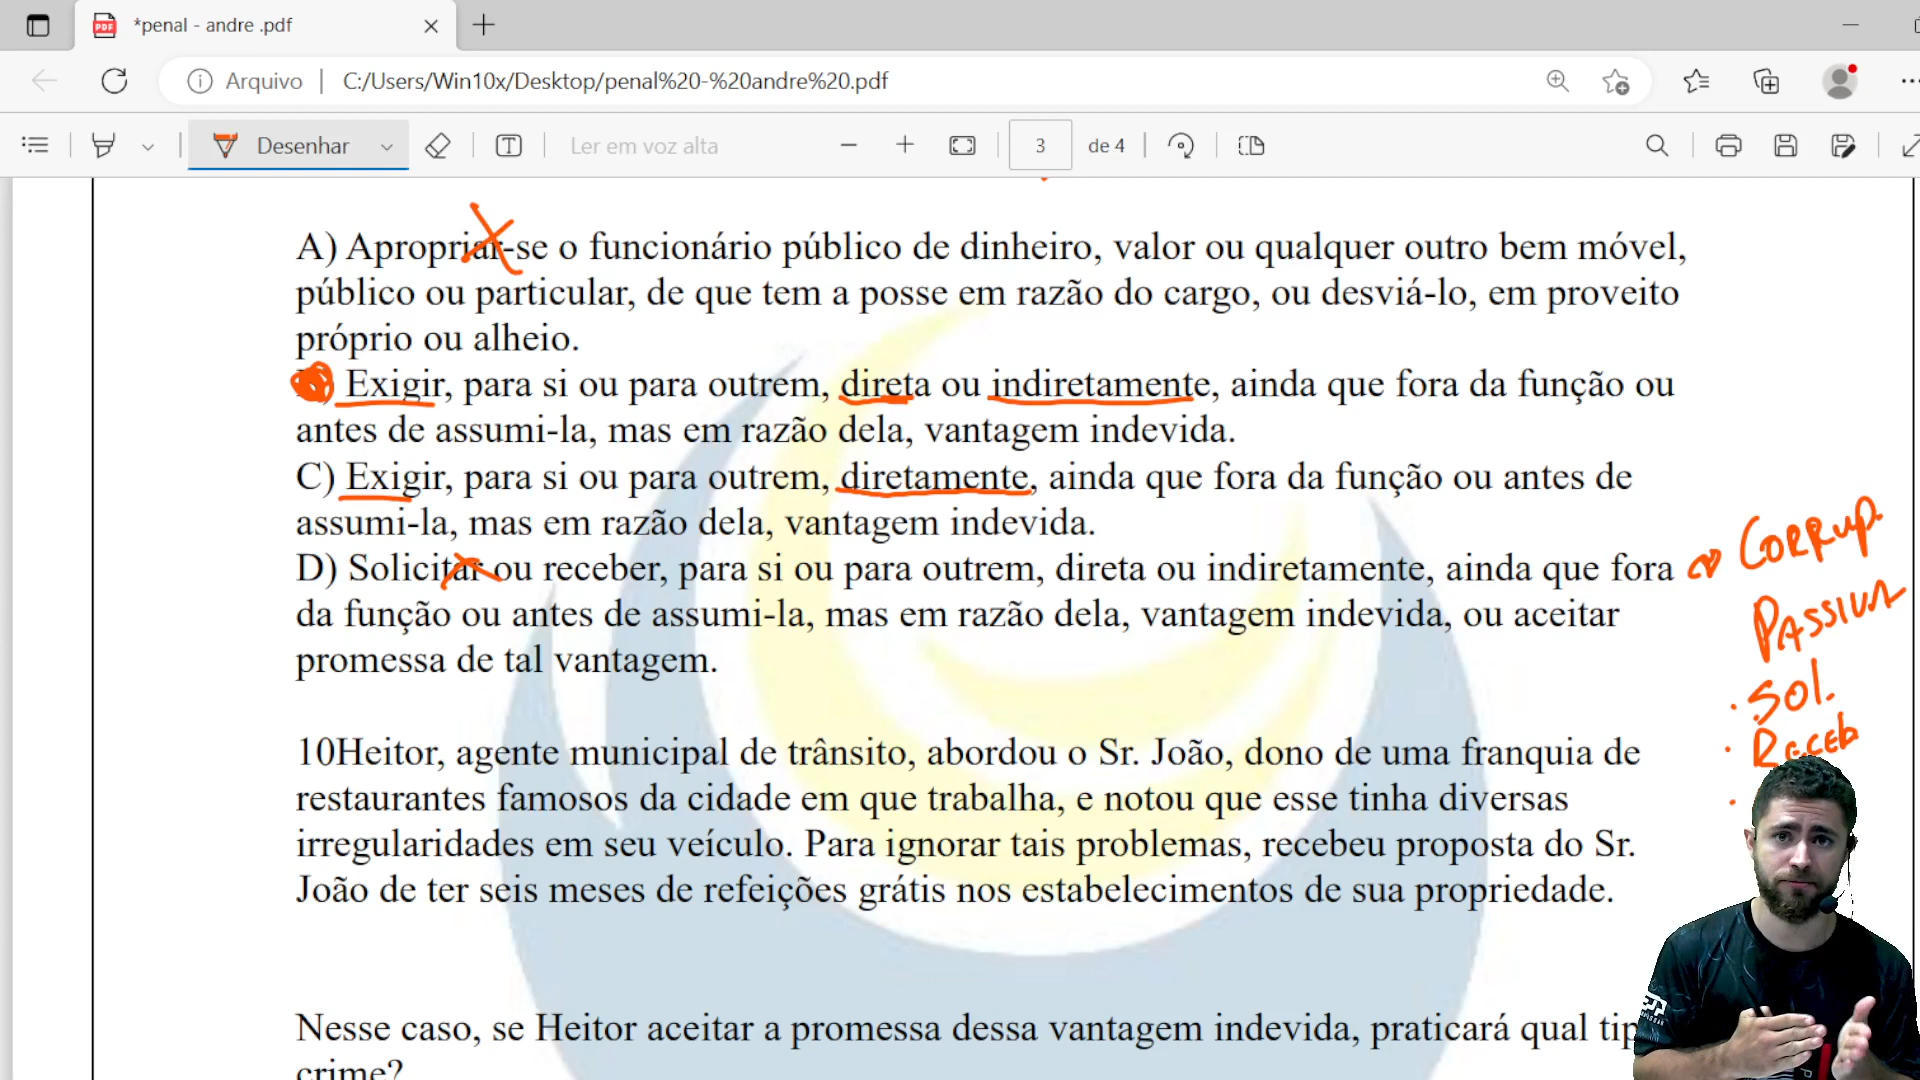 *penal - andre .pdf
Arquivo
C:/Users/Win10x/Desktop/penal%20-%20andre%20.pdf
Desenhar
Ler em voz alta
3
de 4
A) Apropriar-se o funcionário público de dinheiro, valor ou qualquer outro bem móvel,
público ou particular, de que tem a posse em razão do cargo, ou desviá-lo, em proveito
próprio ou alheio.
Exigir, para si ou para outrem, direta ou indiretamente, ainda que fora da função ou
antes de assumi-la, mas em razão dela, vantagem indevida.
C) Exigir, para si ou para outrem, diretamente, ainda que fora da função ou antes de
assumi-la, mas em razão dela, vantagem indevida.
D) Solicitar ou receber, para si ou para outrem, direta ou indiretamente, ainda que fora
da função ou antes de assumi-la, mas em razão dela, vantagem indevida, ou aceitar
promessa de tal vantagem.
Corrup.
Passiva
. Sol.
. Receb
10Heitor, agente municipal de trânsito, abordou o Sr. João, dono de uma franquia de
restaurantes famosos da cidade em que trabalha, e notou que esse tinha diversas
irregularidades em seu veículo. Para ignorar tais problemas, recebeu proposta do Sr.
João de ter seis meses de refeições grátis nos estabelecimentos de sua propriedade.
Nesse caso, se Heitor aceitar a promessa dessa vantagem indevida, praticará qual
crime?